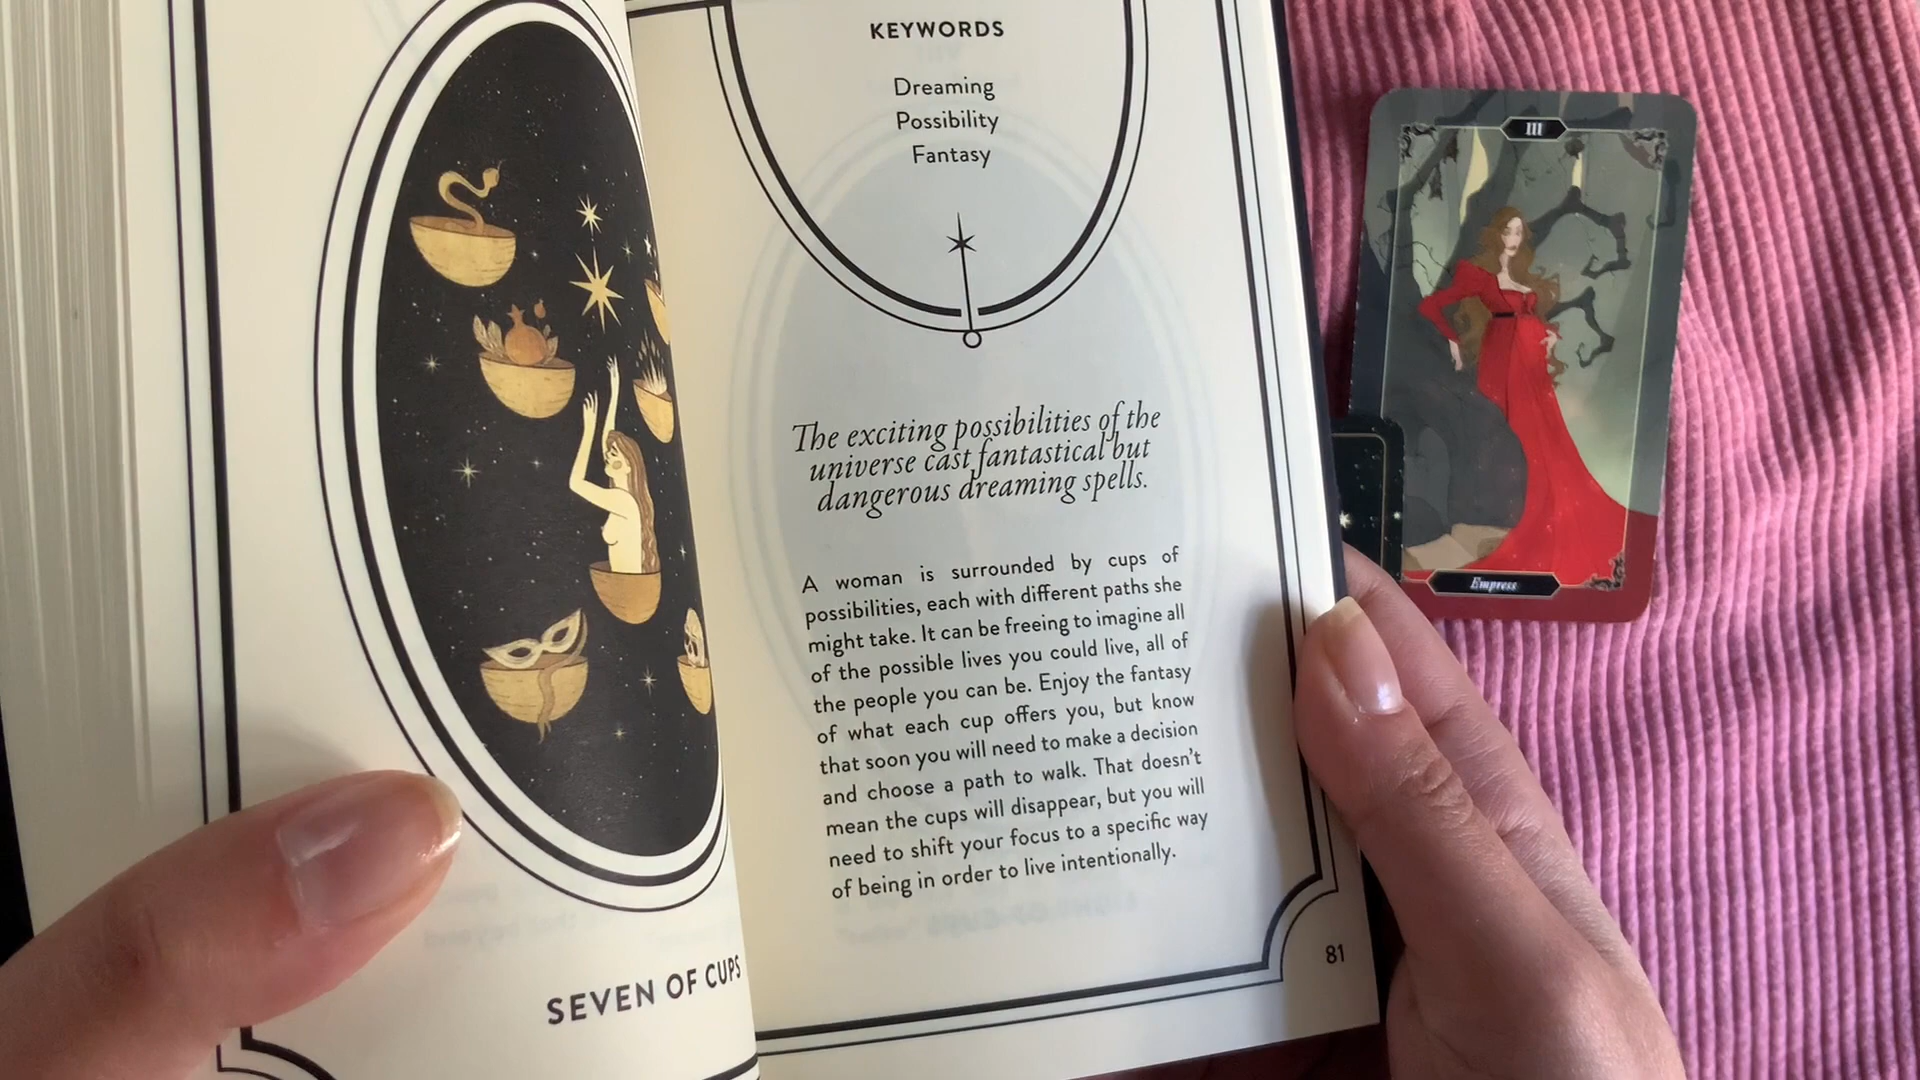 SEVEN OF CUPS
KEYWORDS
Dreaming
Possibility
Fantasy
The exciting possibilities of the
universe cast fantastical but
dangerous dreaming spells.
A woman is surrounded by cups of
possibilities, each with different paths she
might take. It can be freeing to imagine all
of the possible lives you could live, all of
the people you can be. Enjoy the fantasy
of what each cup offers you, but know
that soon you will need to make a decision
and choose a path to walk. That doesn't
mean the cups will disappear, but you will
need to shift your focus to a specific way
of being in order to live intentionally.
81
III
Empress